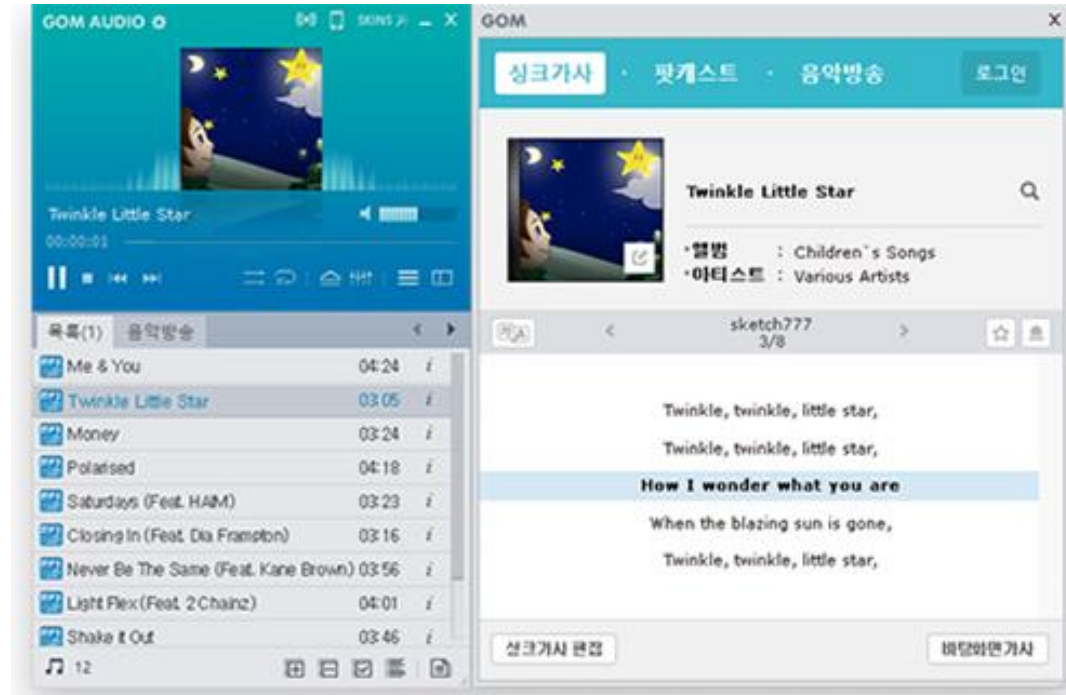 GOM AUDIO
SKINS
Twinkle Little Star
00:00:01
목록(1) 음악방송
Me & You 04:24 i
Twinkle Little Star 03:05 i
Money 03:24 i
Polarised 04:18 i
Saturdays (Feat. HAIM) 03:23 i
Closing In (Feat. Dia Frampton) 03:16 i
Never Be The Same (Feat. Kane Brown) 03:56 i
Light Flex (Feat. 2 Chainz) 04:01 i
Shake It Out 03:46 i
12
GOM
싱크가사 · 팟캐스트 · 음악방송 로그인
Twinkle Little Star
·앨범 : Children`s Songs
·아티스트 : Various Artists
sketch777
3/8
Twinkle, twinkle, little star,
Twinkle, twinkle, little star,
How I wonder what you are
When the blazing sun is gone,
Twinkle, twinkle, little star,
싱크가사 편집 바탕화면가사